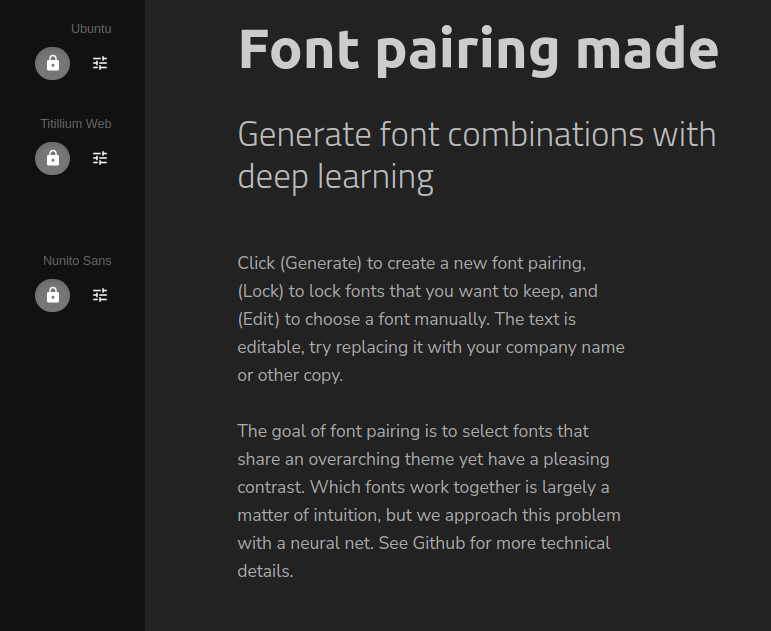 Ubuntu
Font pairing made
Titillium Web
Generate font combinations with
deep learning
Nunito Sans
Click (Generate) to create a new font pairing,
(Lock) to lock fonts that you want to keep, and
(Edit) to choose a font manually. The text is
editable, try replacing it with your company name
or other copy.
The goal of font pairing is to select fonts that
share an overarching theme yet have a pleasing
contrast. Which fonts work together is largely a
matter of intuition, but we approach this problem
with a neural net. See Github for more technical
details.